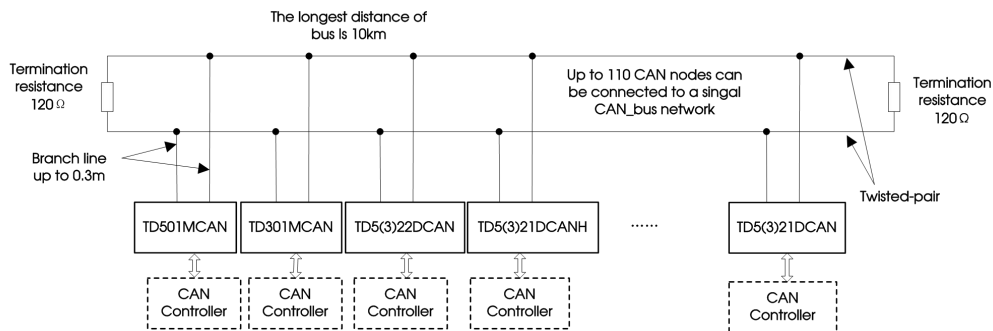 The longest distance of
bus is 10km
Termination
resistance
120Ω
Up to 110 CAN nodes can
be connected to a singal
CAN_bus network
Termination
resistance
120Ω
Branch line
up to 0.3m
Twisted-pair
TD501MCAN
TD301MCAN
TD5(3)22DCAN
TD5(3)21DCANH
......
TD5(3)21DCAN
CAN
Controller
CAN
Controller
CAN
Controller
CAN
Controller
CAN
Controller